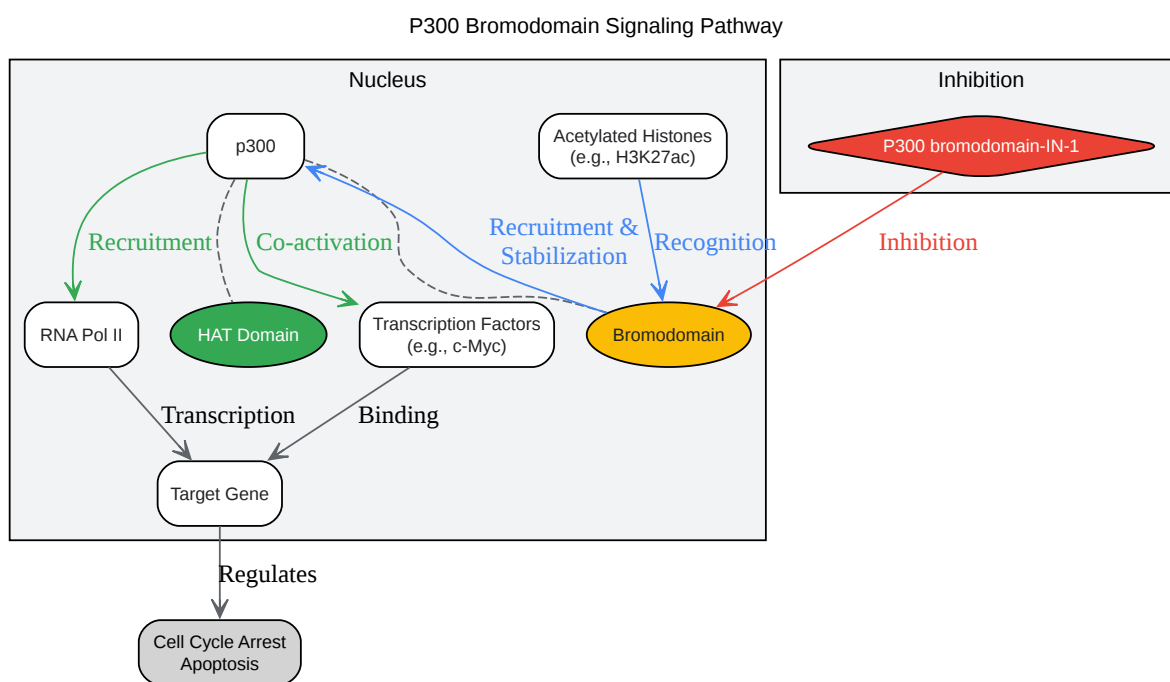 P300 Bromodomain Signaling Pathway
Nucleus
Inhibition
p300
Acetylated Histones
(e.g., H3K27ac)
P300 bromodomain-IN-1
Recruitment
Co-activation
Recruitment &
Stabilization
Recognition
Inhibition
RNA Pol II
HAT Domain
Transcription Factors
(e.g., c-Myc)
Bromodomain
Transcription
Binding
Target Gene
Regulates
Cell Cycle Arrest
Apoptosis